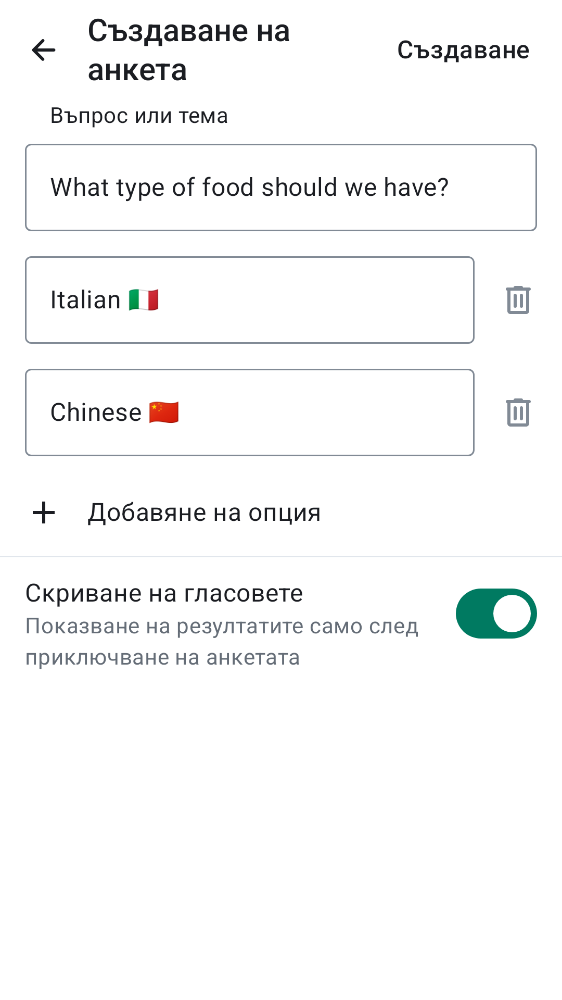 Създаване на
анкета
Създаване
Въпрос или тема
What type of food should we have?
Italian 🇮🇹
Chinese 🇨🇳
Добавяне на опция
Скриване на гласовете
Показване на резултатите само след
приключване на анкетата